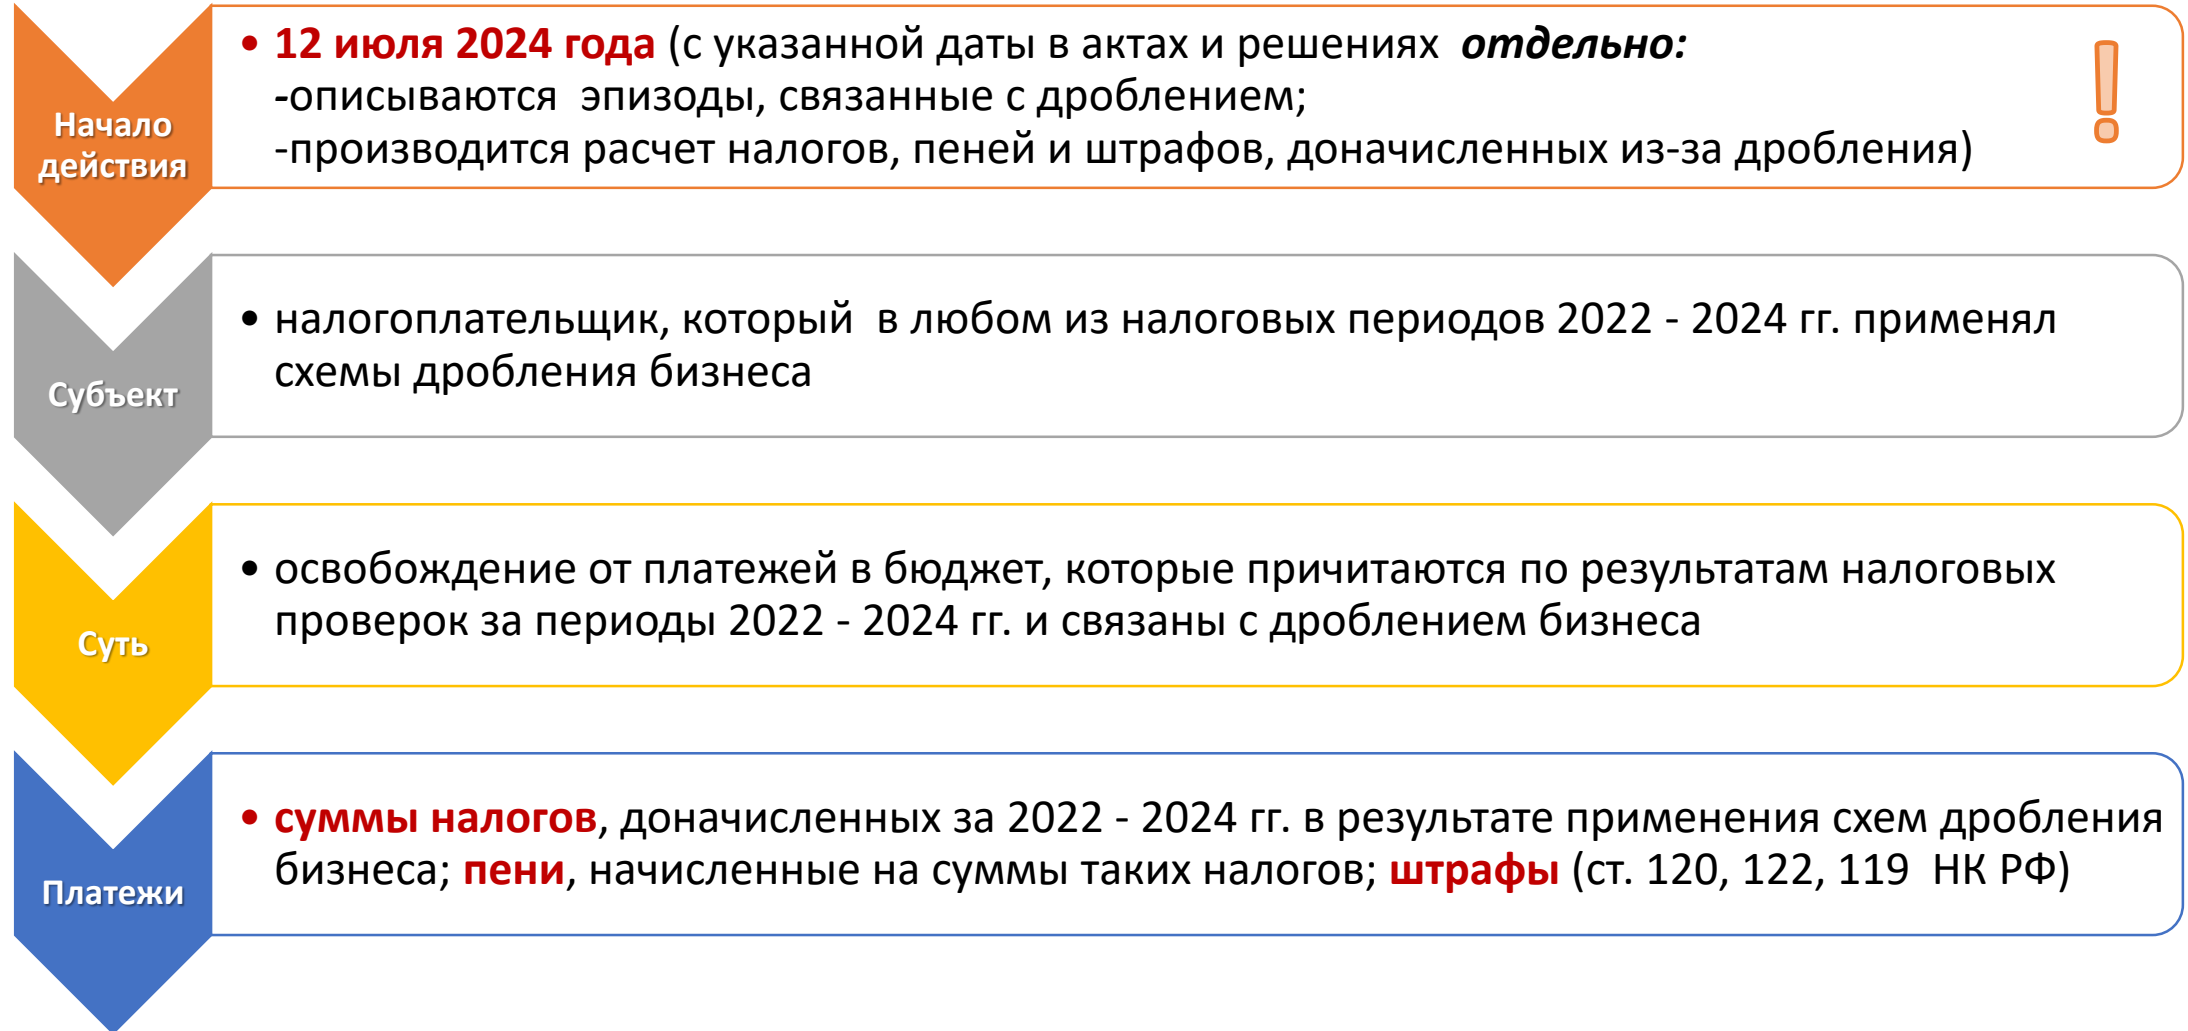 Начало
действия
• 12 июля 2024 года (с указанной даты в актах и решениях отдельно:
-описываются эпизоды, связанные с дроблением;
-производится расчет налогов, пеней и штрафов, доначисленных из-за дробления)
!
Субъект
• налогоплательщик, который в любом из налоговых периодов 2022 - 2024 гг. применял
схемы дробления бизнеса
Суть
• освобождение от платежей в бюджет, которые причитаются по результатам налоговых
проверок за периоды 2022 - 2024 гг. и связаны с дроблением бизнеса
Платежи
• суммы налогов, доначисленных за 2022 - 2024 гг. в результате применения схем дробления
бизнеса; пени, начисленные на суммы таких налогов; штрафы (ст. 120, 122, 119 НК РФ)